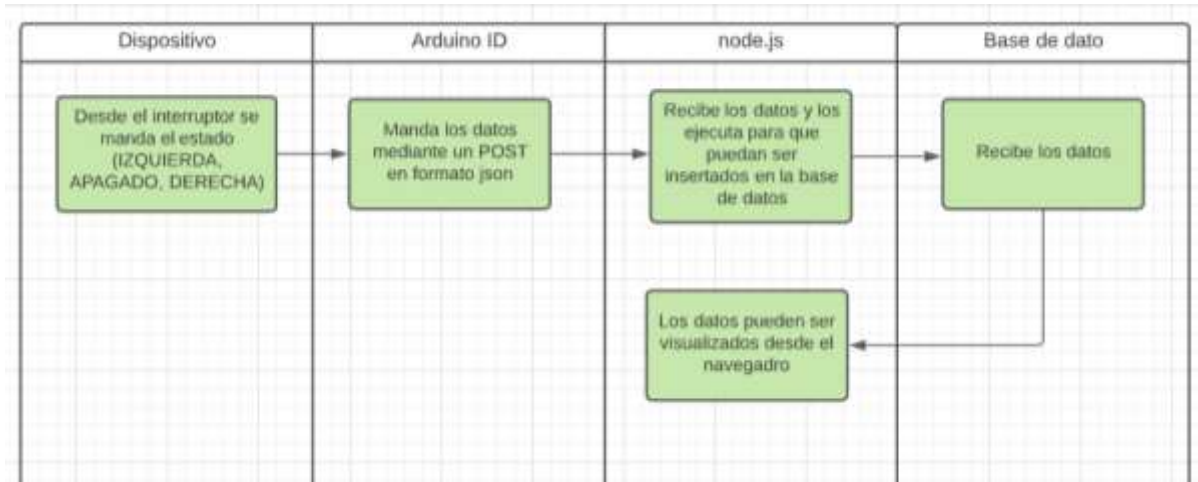 Dispositivo
Arduino ID
node.js
Base de dato
Desde el interruptor se
manda el estado
(IZQUIERDA,
APAGADO, DERECHA)
Manda los datos
mediante un POST
en formato json
Recibe los datos y los
ejecuta para que
puedan ser
insertados en la base
de datos
Recibe los datos
Los datos pueden ser
visualizados desde el
navegadro